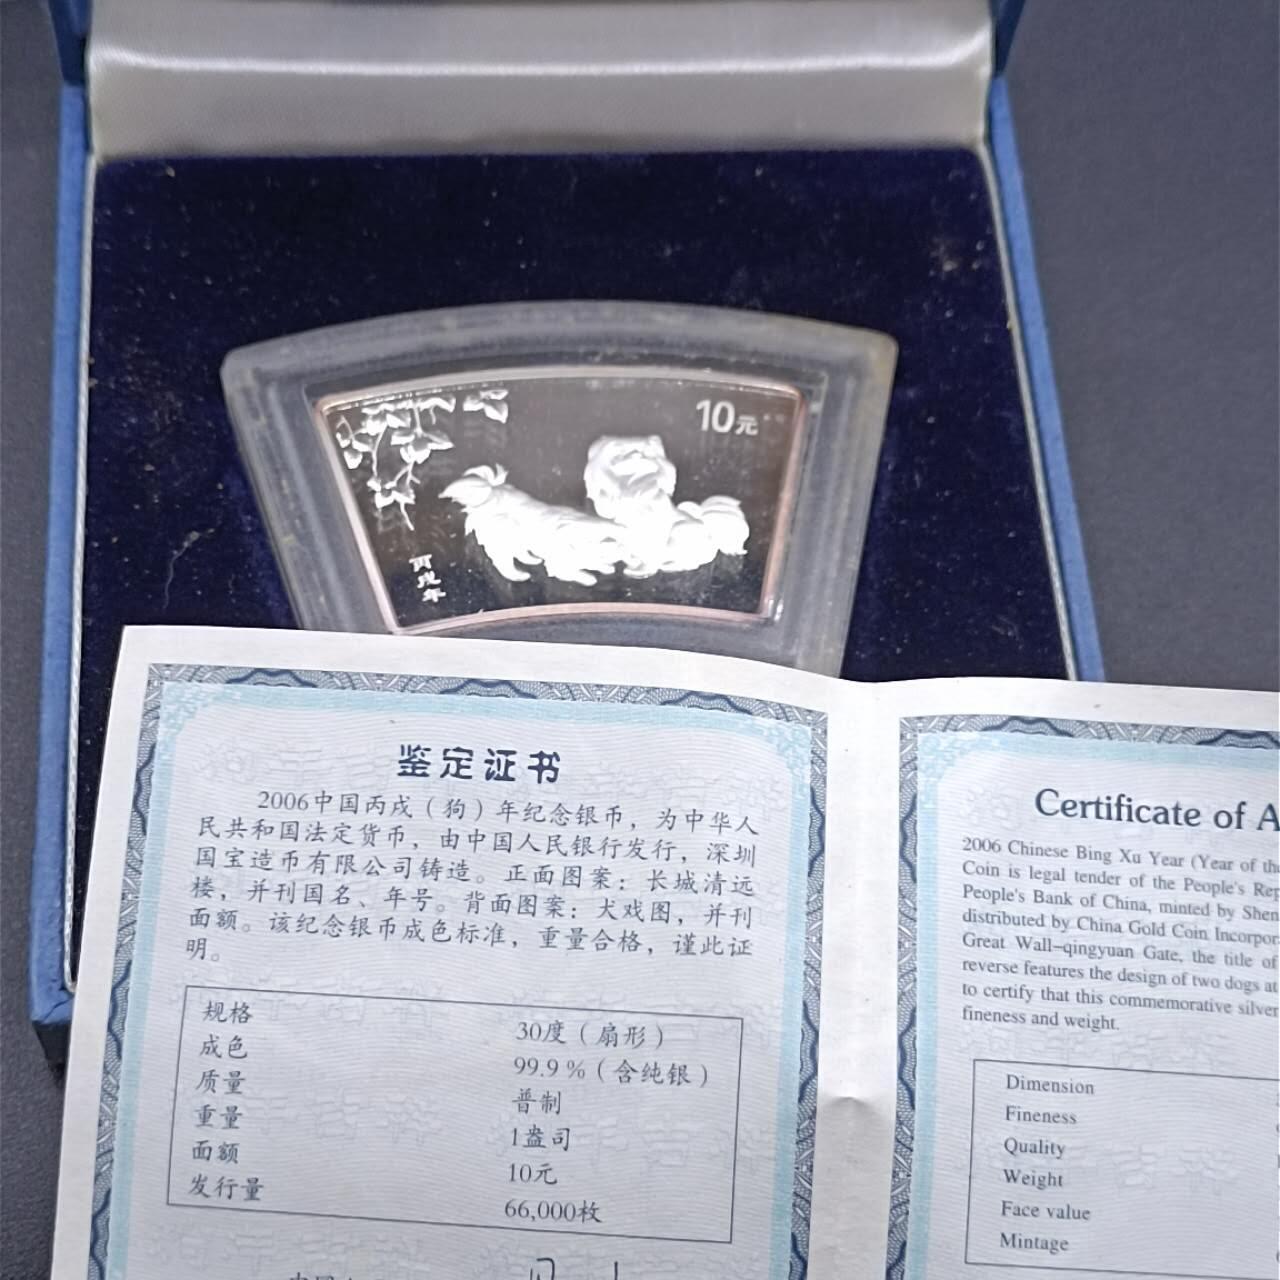 10元
丙戌年
鉴定证书
2006中国丙戌（狗）年纪念银币，为中华人
民共和国法定货币，由中国人民银行发行，深圳
国宝造币有限公司铸造。正面图案：长城清远
楼，并刊国名、年号。背面图案：犬戏图，并刊
面额。该纪念银币成色标准，重量合格，谨此证
明。
规格 30度（扇形）
成色 99.9%（含纯银）
质量 普制
重量 1盎司
面额 10元
发行量 66,000枚
Certificate of A
2006 Chinese Bing Xu Year (Year of th
Coin is legal tender of the People's Rep
People's Bank of China, minted by Shen
distributed by China Gold Coin Incorpor
Great Wall-qingyuan Gate, the title of
reverse features the design of two dogs at
to certify that this commemorative silver
fineness and weight.
Dimension
Fineness
Quality
Weight
Face value
Mintage